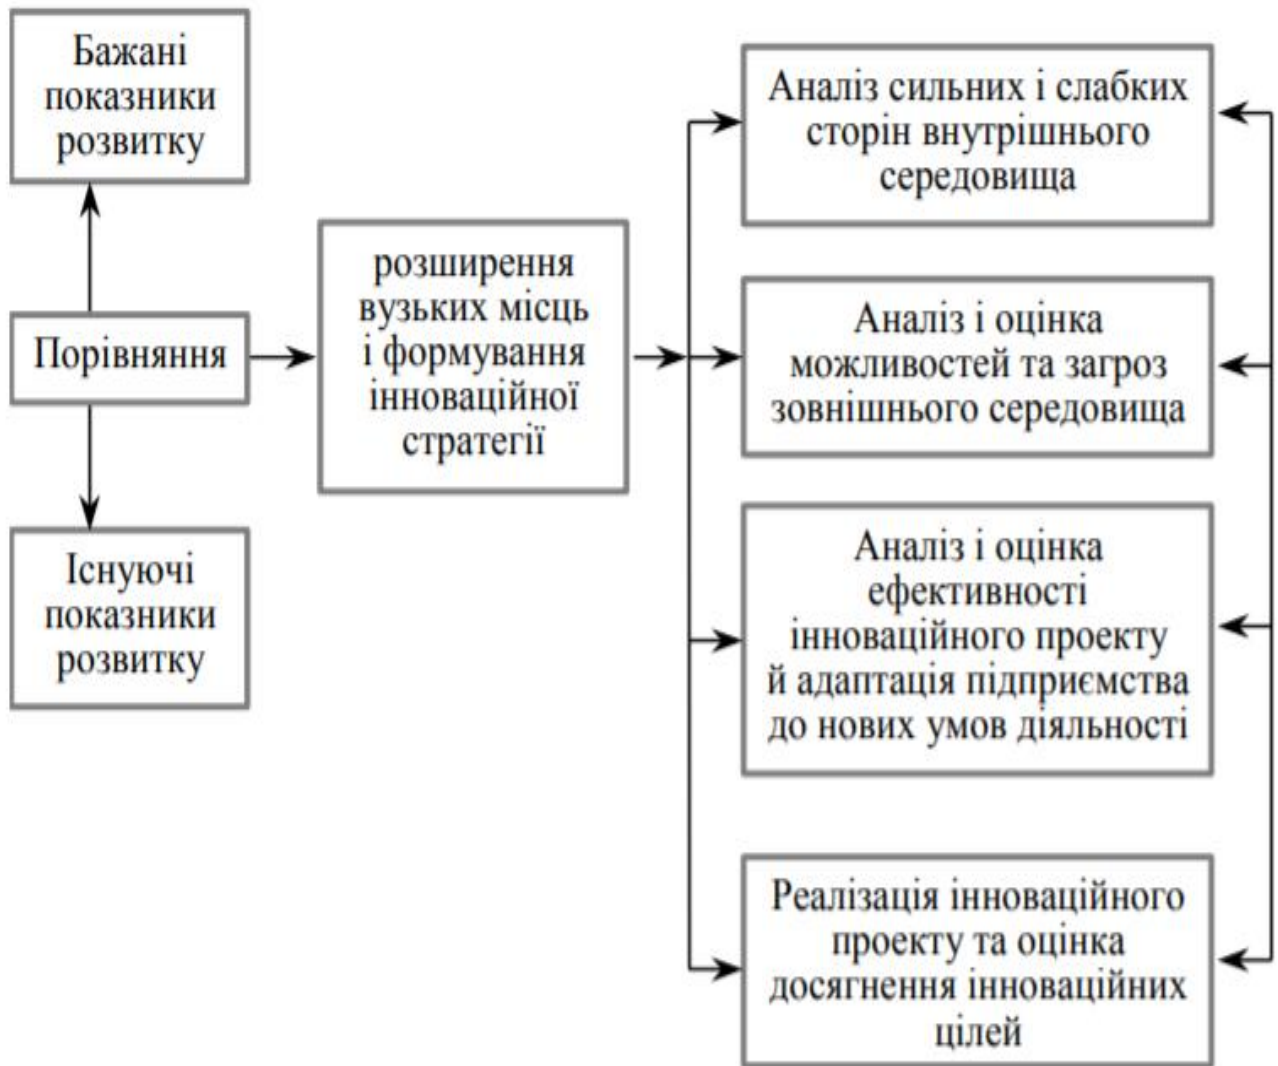 Бажані
показники
розвитку
Порівняння
Існуючі
показники
розвитку
розширення
вузьких місць
і формування
інноваційної
стратегії
Аналіз сильних і слабких
сторін внутрішнього
середовища
Аналіз і оцінка
можливостей та загроз
зовнішнього середовища
Аналіз і оцінка
ефективності
інноваційного проекту
й адаптація підприємства
до нових умов діяльності
Реалізація інноваційного
проекту та оцінка
досягнення інноваційних
цілей